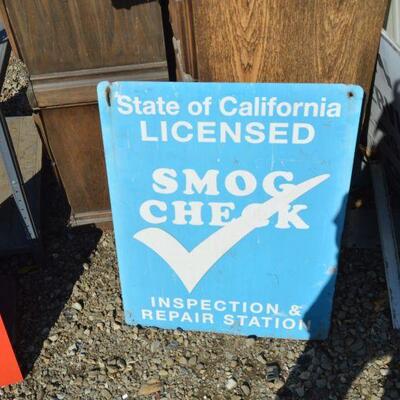 State of California
LICENSED
SMOG
CHECK
INSPECTION &
REPAIR STATION